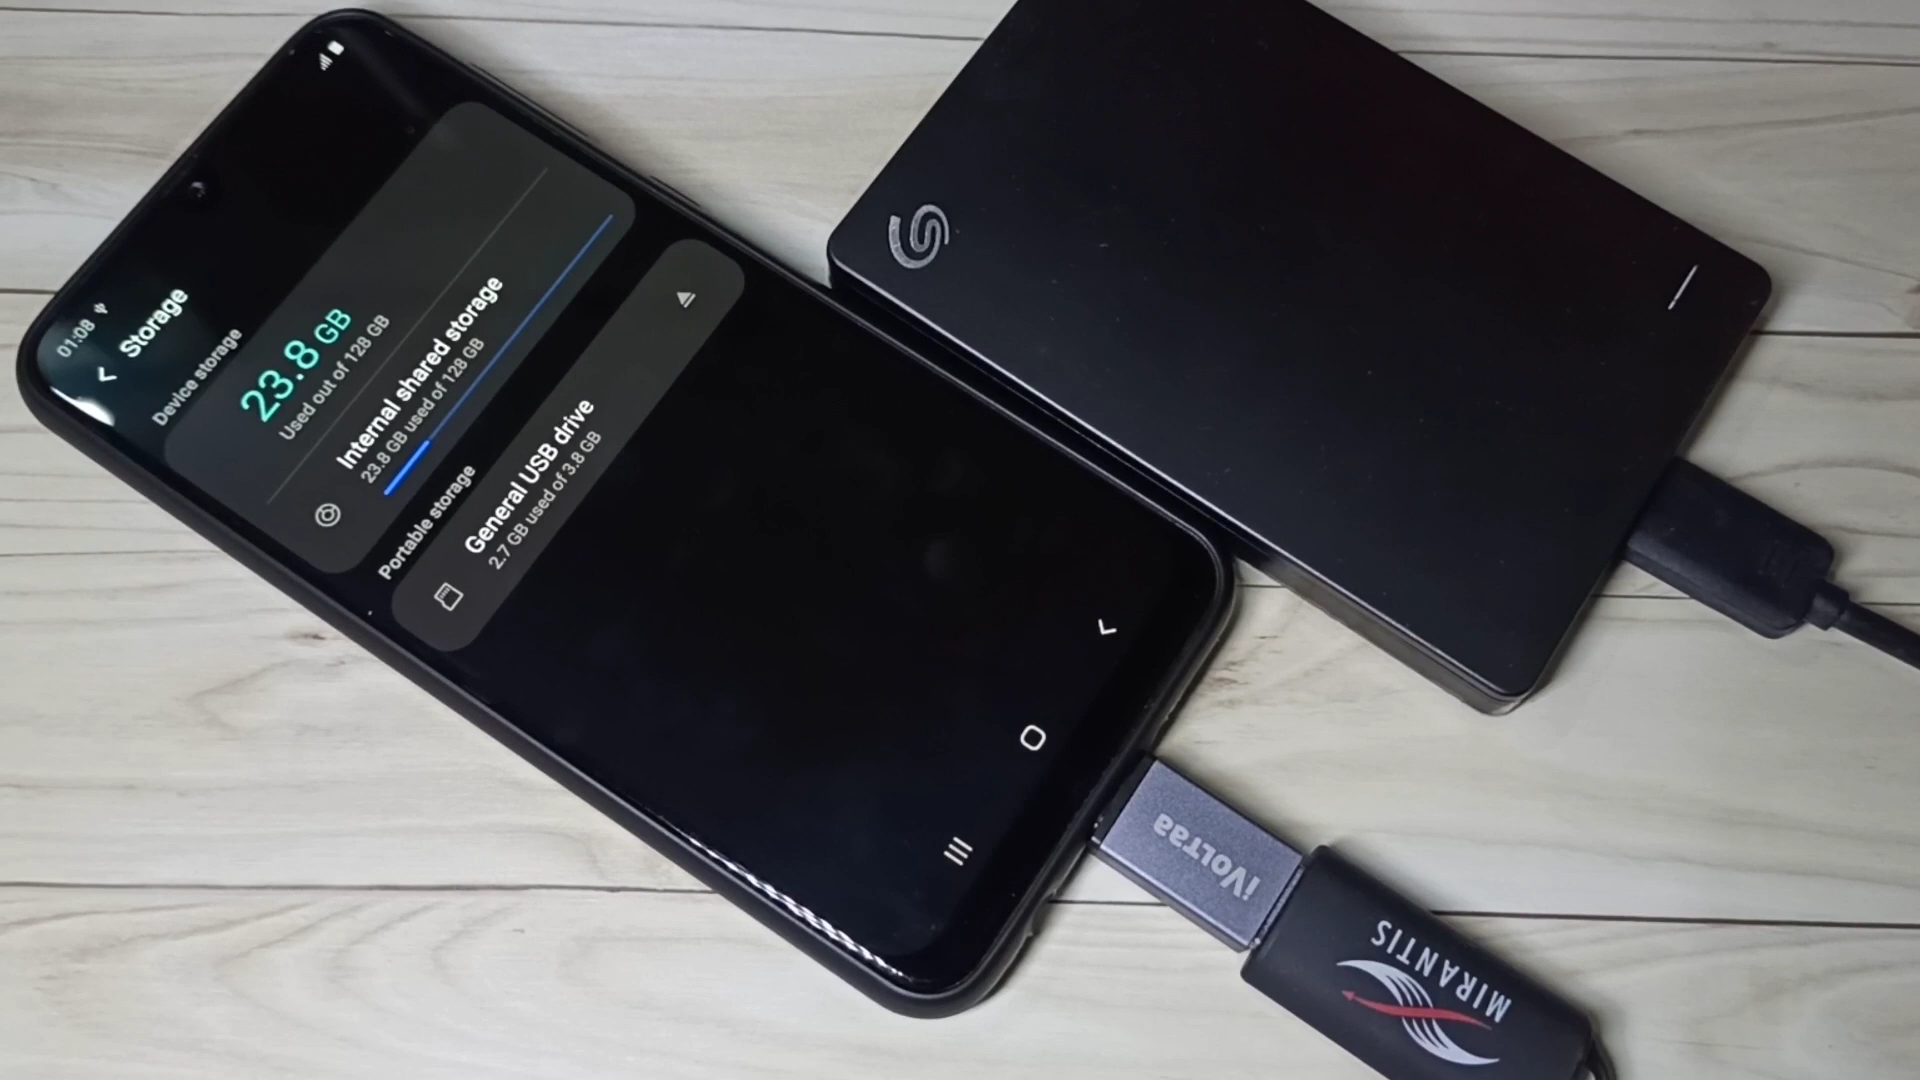 01:08
Storage
Device storage
23.8 GB
Used out of 128 GB
Internal shared storage
23.8 GB used of 128 GB
Portable storage
General USB drive
2.7 GB used of 3.8 GB
iVoltaa
MIRANTIS